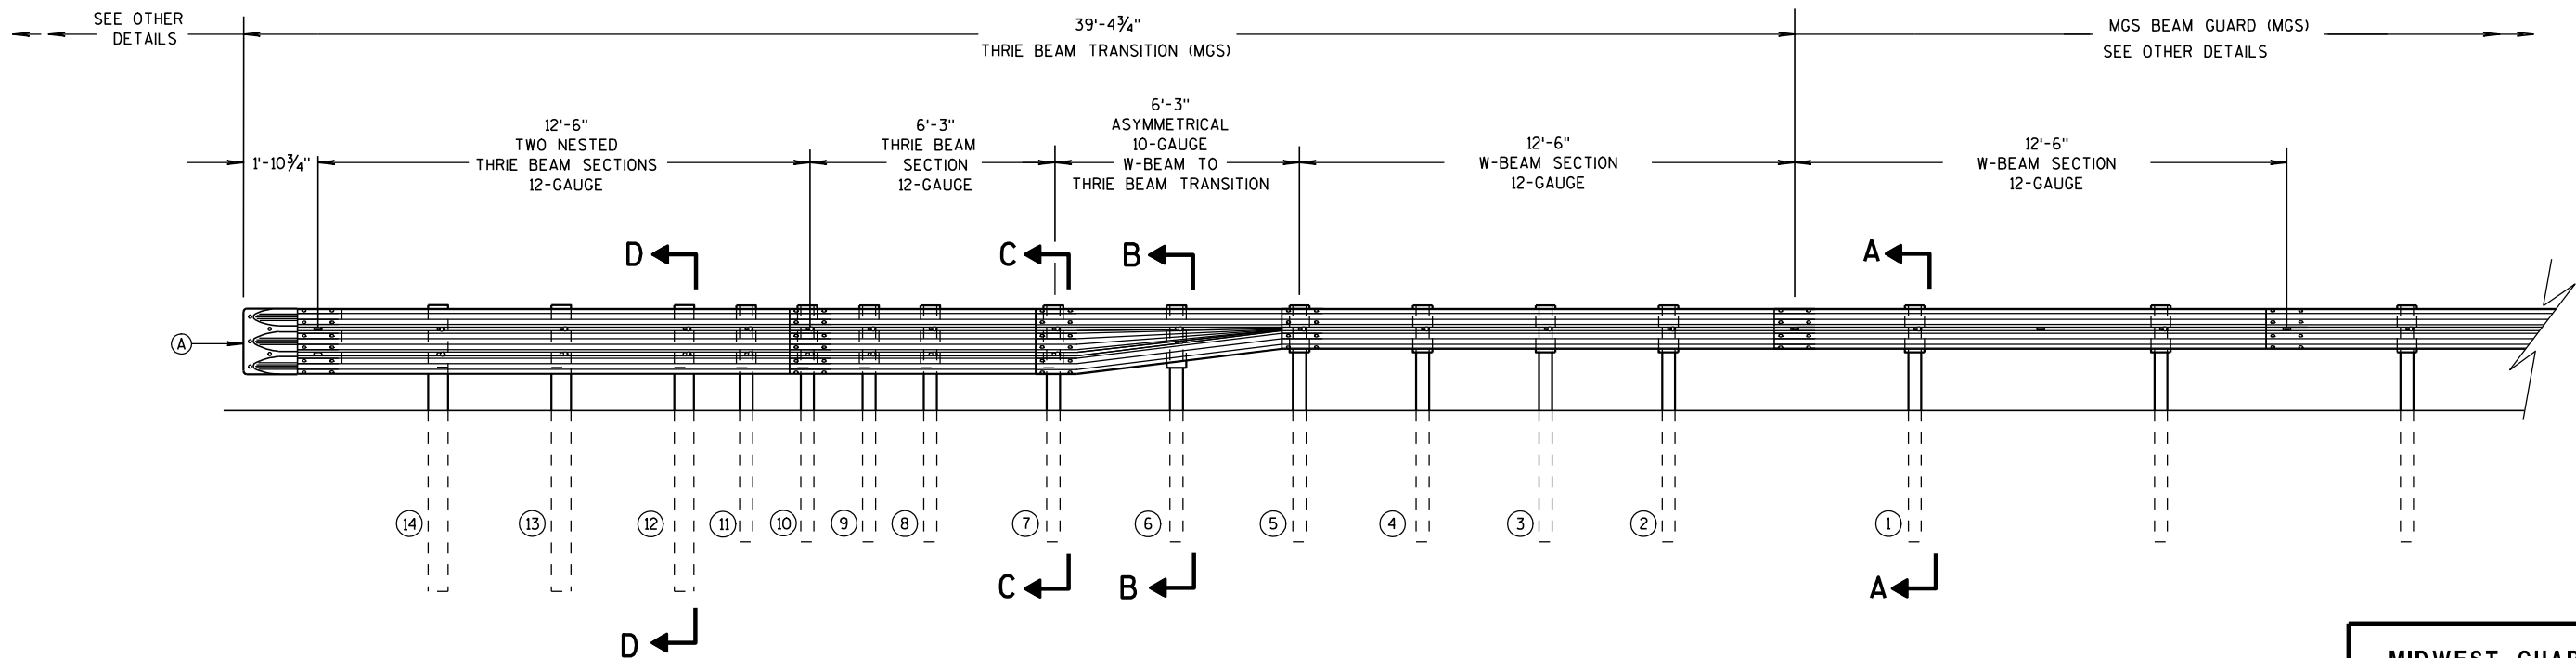 SEE OTHER
DETAILS
39'-4¾"
THRIE BEAM TRANSITION (MGS)
MGS BEAM GUARD (MGS)
SEE OTHER DETAILS
1'-10¾"
12'-6"
TWO NESTED
THRIE BEAM SECTIONS
12-GAUGE
6'-3"
THRIE BEAM
SECTION
12-GAUGE
6'-3"
ASYMMETRICAL
10-GAUGE
W-BEAM TO
THRIE BEAM TRANSITION
12'-6"
W-BEAM SECTION
12-GAUGE
12'-6"
W-BEAM SECTION
12-GAUGE
D C B A
A
14 13 12 11 10 9 8 7 6 5 4 3 2 1
C B A
D